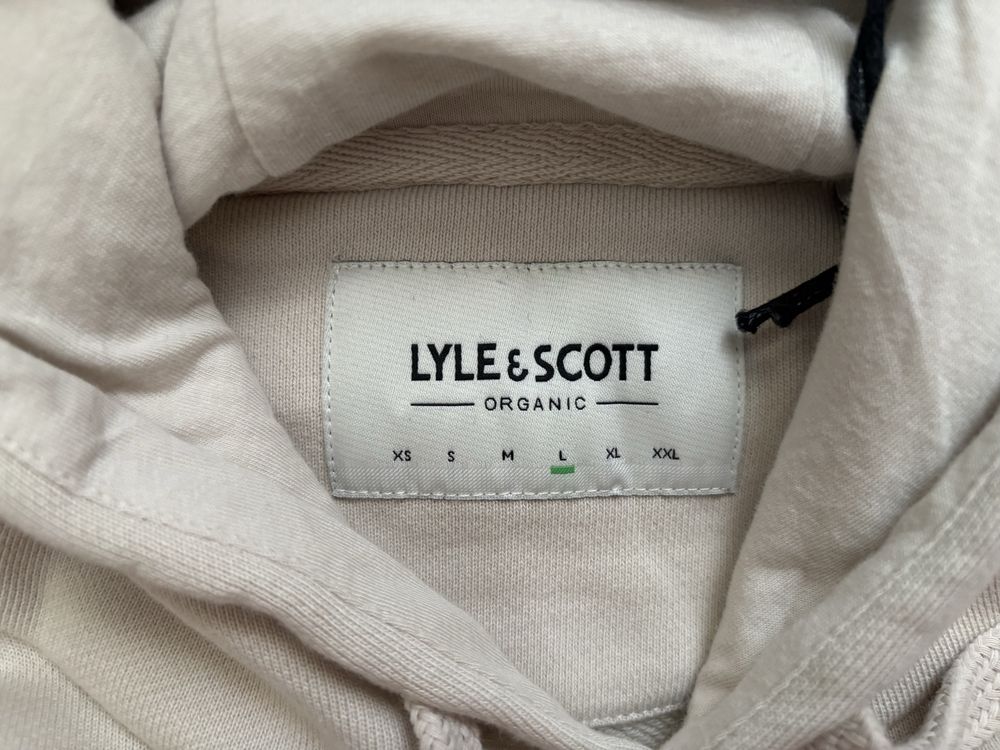 LYLE & SCOTT
ORGANIC
XS S M L XL XXL